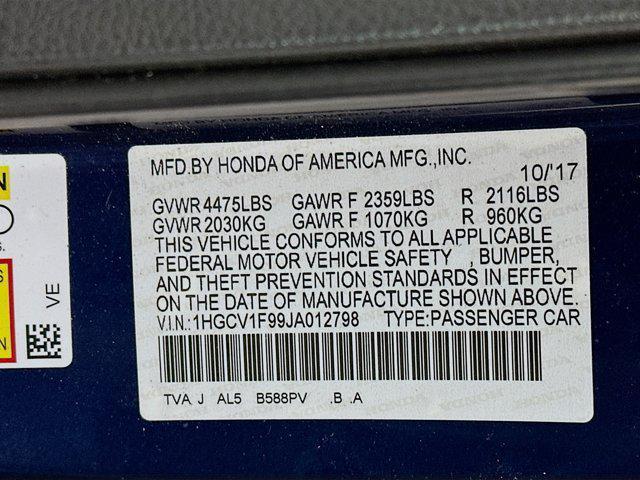 MFD.BY HONDA OF AMERICA MFG.,INC.
10/'17
GVWR 4475LBS GAWR F 2359LBS R 2116LBS
GVWR 2030KG GAWR F 1070KG R 960KG
THIS VEHICLE CONFORMS TO ALL APPLICABLE
FEDERAL MOTOR VEHICLE SAFETY , BUMPER,
AND THEFT PREVENTION STANDARDS IN EFFECT
ON THE DATE OF MANUFACTURE SHOWN ABOVE.
V.I.N.:1HGCV1F99JA012798 TYPE:PASSENGER CAR
TVA J AL5 B588PV .B .A
VE